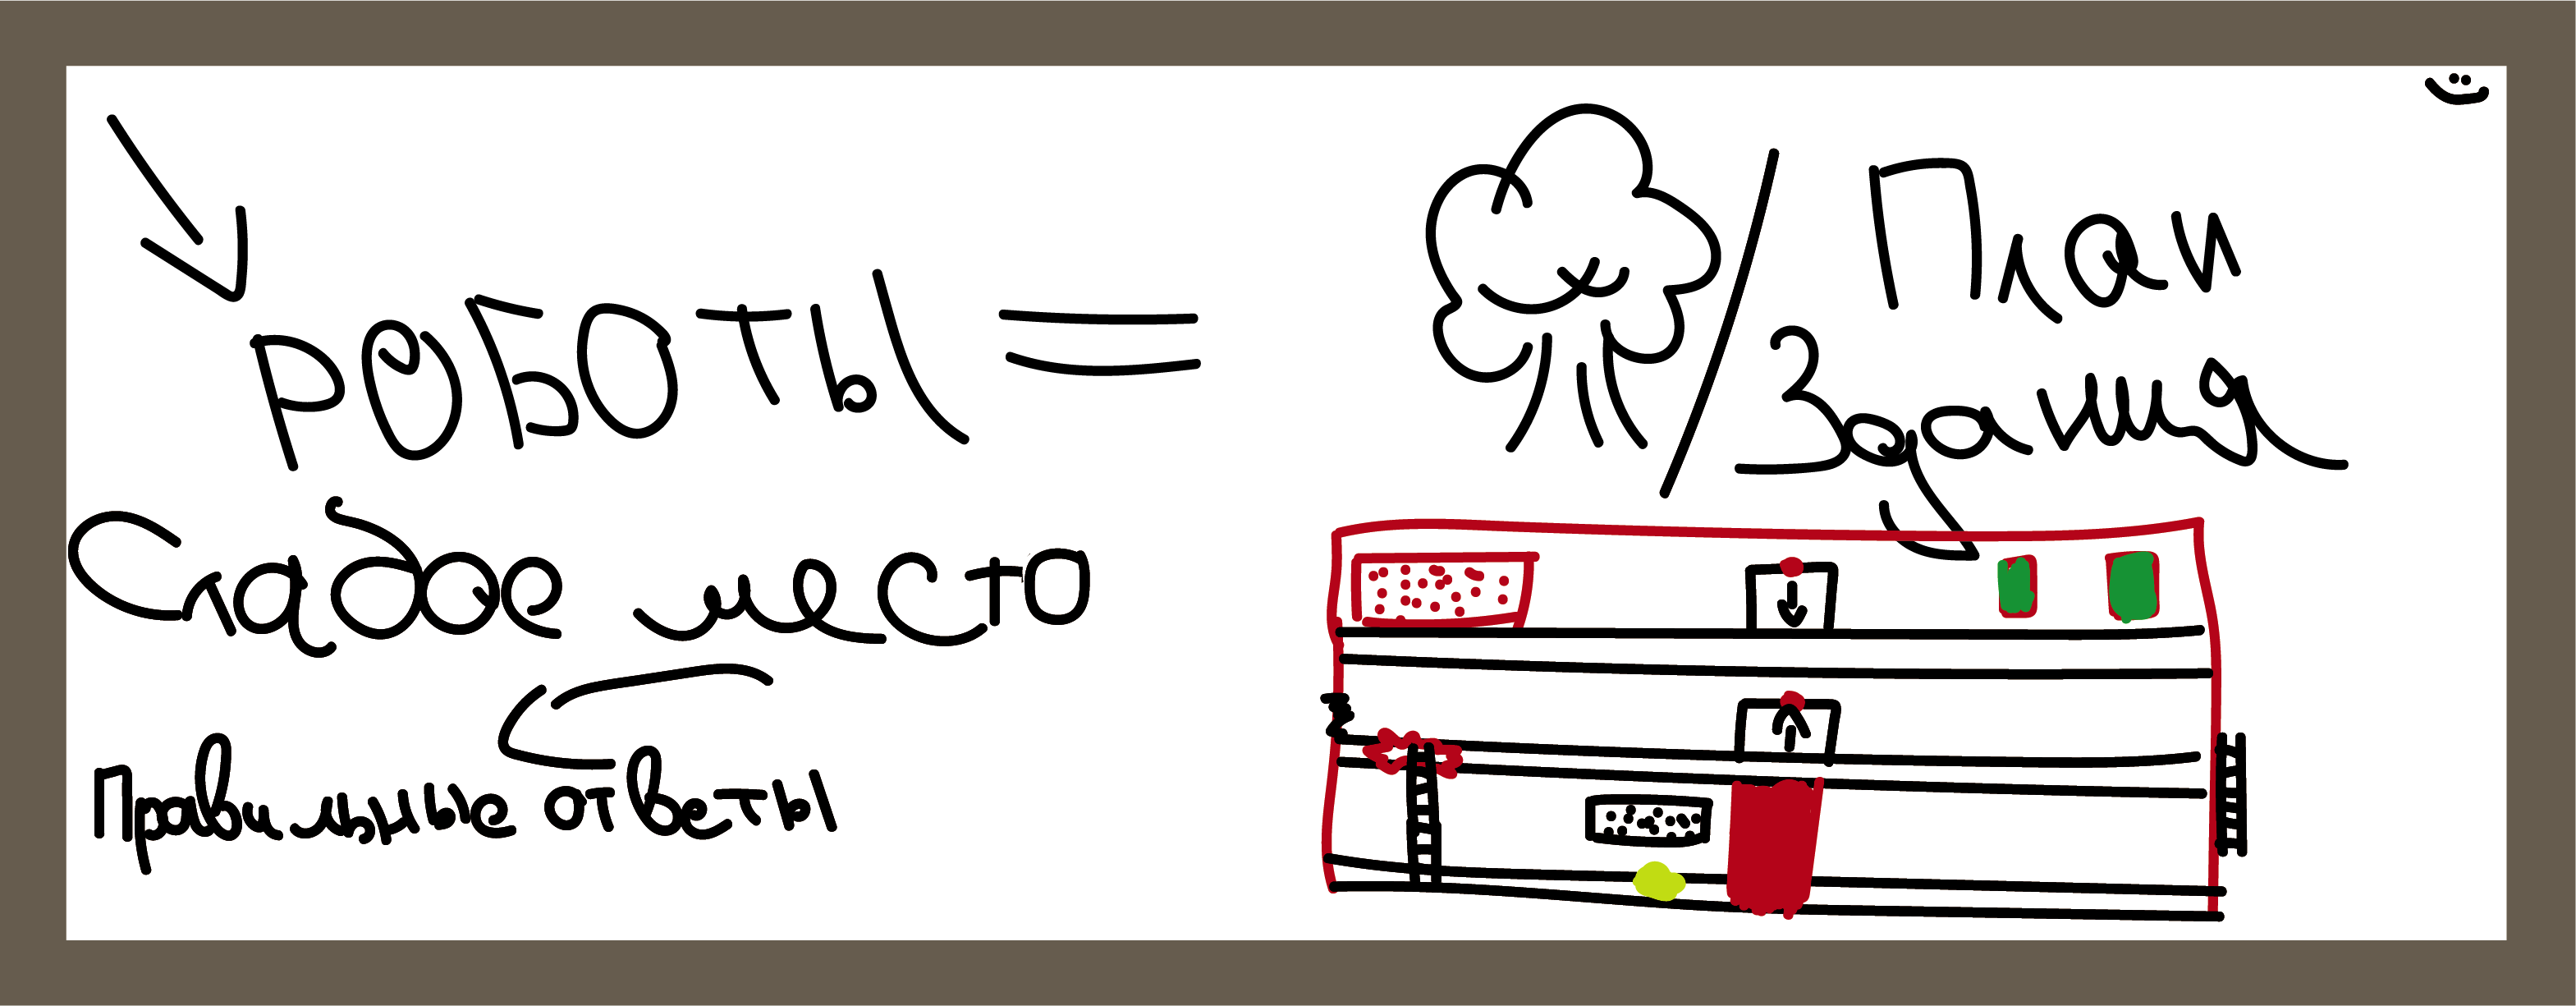 РОБОТЫ =
/ План
Здания
Слабое место
Правильные ответы